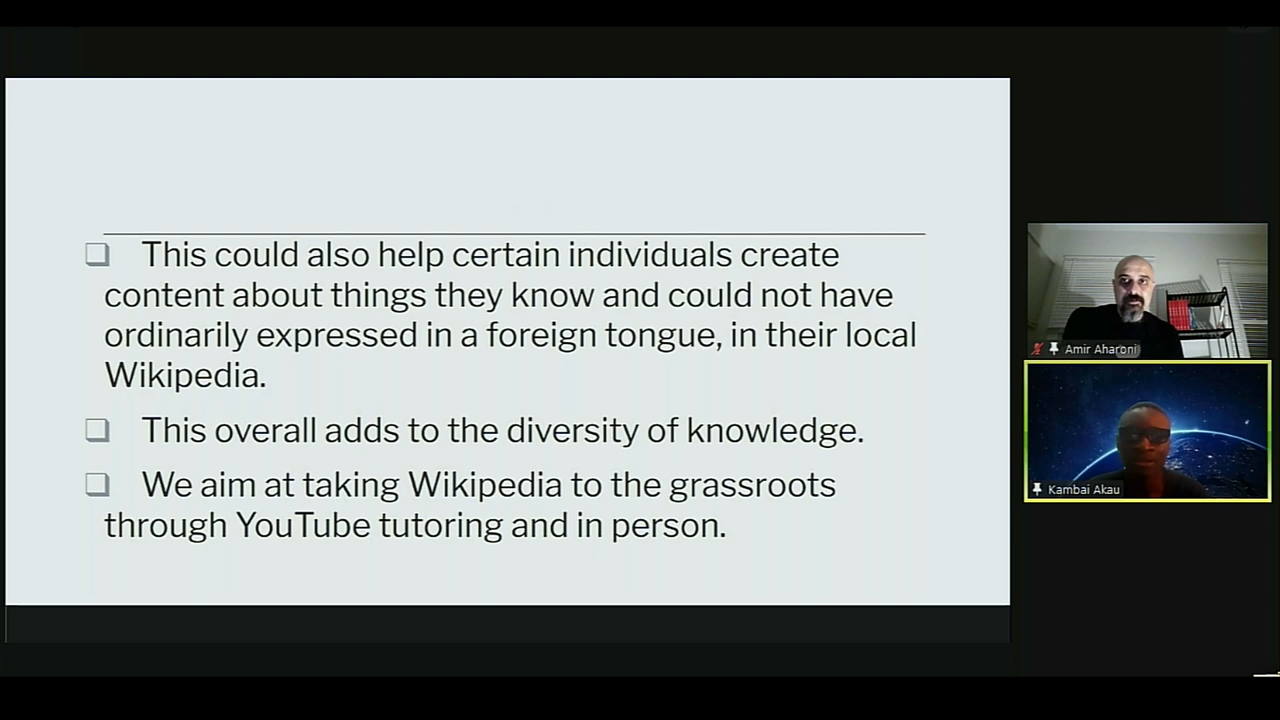 This could also help certain individuals create
content about things they know and could not have
ordinarily expressed in a foreign tongue, in their local
Wikipedia.
This overall adds to the diversity of knowledge.
We aim at taking Wikipedia to the grassroots
through YouTube tutoring and in person.
Amir Aharoni
Kambai Akau